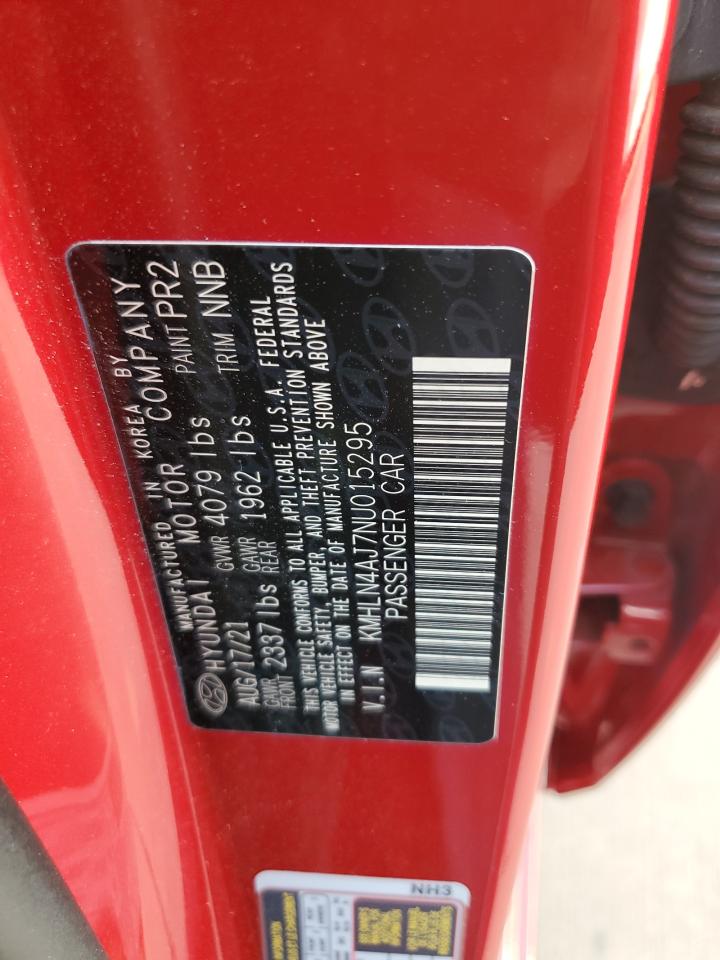 MANUFACTURED IN KOREA BY
HYUNDAI MOTOR COMPANY
AUG/17/21 GVWR 4079 lbs PAINT PR2
GAWR FRONT 2337 lbs GAWR REAR 1962 lbs TRIM NNB
THIS VEHICLE CONFORMS TO ALL APPLICABLE U.S.A. FEDERAL
MOTOR VEHICLE SAFETY, BUMPER, AND THEFT PREVENTION STANDARDS
IN EFFECT ON THE DATE OF MANUFACTURE SHOWN ABOVE
V.I.N KMHLN4AJ7NU015295
PASSENGER CAR
NH3